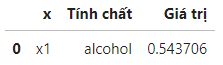 x Tính chất Giá trị
0 x1 alcohol 0.543706